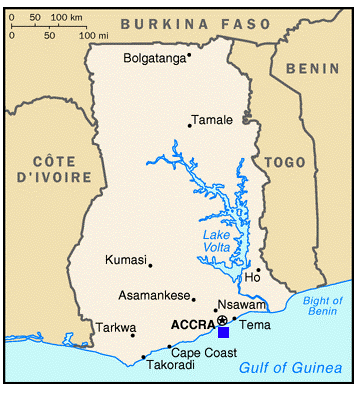 0 50 100 km
0 50 100 mi
BURKINA FASO
Bolgatanga
BENIN
Tamale
CÔTE
D'IVOIRE
TOGO
Lake
Volta
Kumasi
Ho
Asamankese
Nsawam
Bight of
Benin
ACCRA
Tema
Tarkwa
Cape Coast
Takoradi
Gulf of Guinea